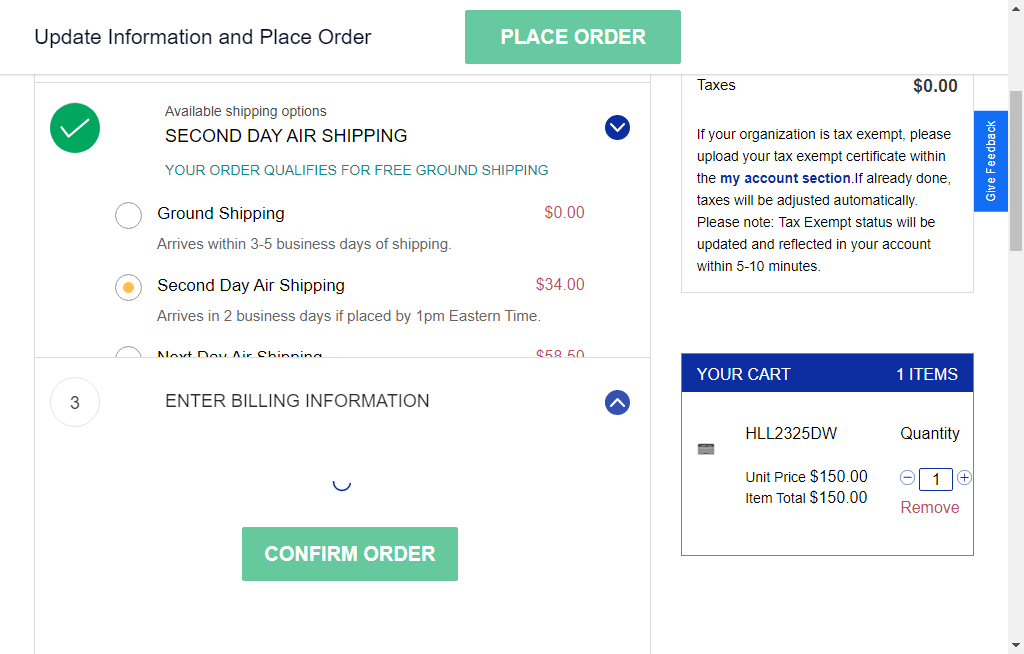 Update Information and Place Order
PLACE ORDER
Available shipping options
SECOND DAY AIR SHIPPING
YOUR ORDER QUALIFIES FOR FREE GROUND SHIPPING
Ground Shipping $0.00
Arrives within 3-5 business days of shipping.
Second Day Air Shipping $34.00
Arrives in 2 business days if placed by 1pm Eastern Time.
Next Day Air Shipping $58.50
3 ENTER BILLING INFORMATION
CONFIRM ORDER
Taxes $0.00
If your organization is tax exempt, please
upload your tax exempt certificate within
the my account section.If already done,
taxes will be adjusted automatically.
Please note: Tax Exempt status will be
updated and reflected in your account
within 5-10 minutes.
Give Feedback
YOUR CART 1 ITEMS
HLL2325DW Quantity
Unit Price $150.00
1
Item Total $150.00
Remove